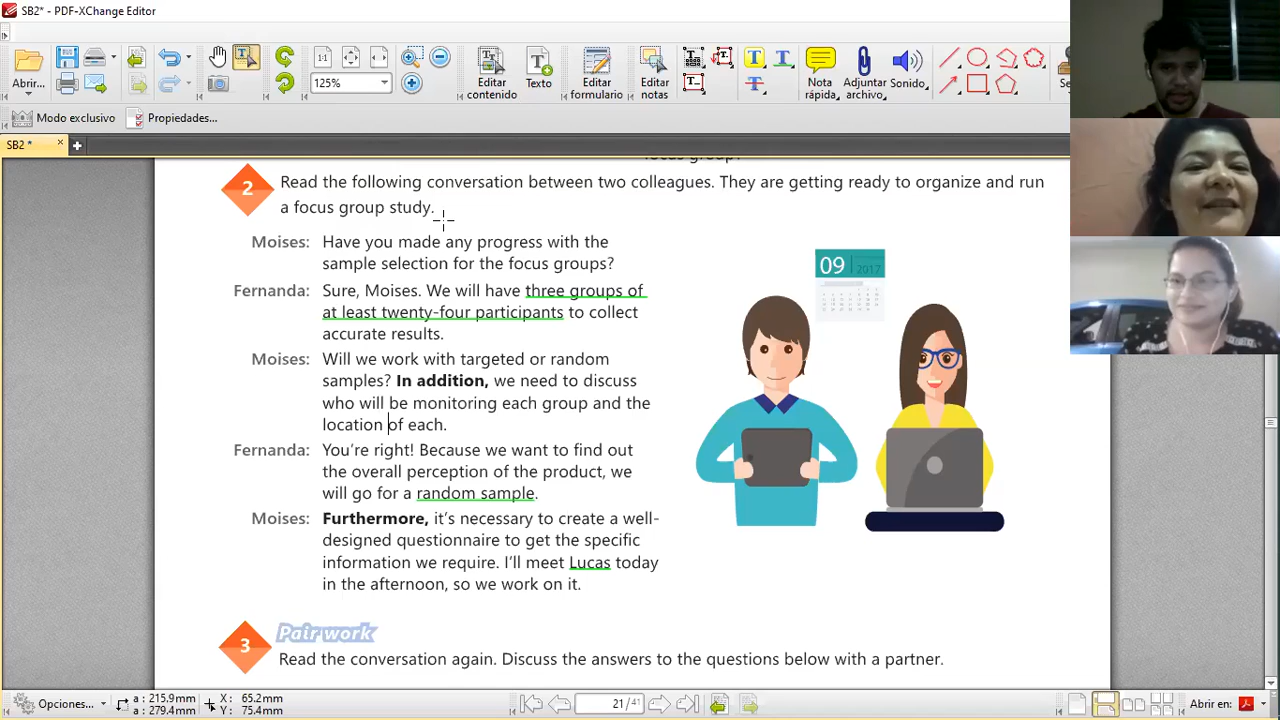 SB2* - PDF-XChange Editor
Abrir...
125%
1:1
Editar contenido
Texto
Editar formulario
Editar notas
Nota rápida,
Adjuntar archivo
Sonido
Modo exclusivo
Propiedades...
SB2 *
2
Read the following conversation between two colleagues. They are getting ready to organize and run
a focus group study.
Moises: Have you made any progress with the
sample selection for the focus groups?
Fernanda: Sure, Moises. We will have three groups of
at least twenty-four participants to collect
accurate results.
Moises: Will we work with targeted or random
samples? In addition, we need to discuss
who will be monitoring each group and the
location of each.
Fernanda: You're right! Because we want to find out
the overall perception of the product, we
will go for a random sample.
Moises: Furthermore, it's necessary to create a well-
designed questionnaire to get the specific
information we require. I'll meet Lucas today
in the afternoon, so we work on it.
09 2017
3
Pair work
Read the conversation again. Discuss the answers to the questions below with a partner.
Opciones...
a : 215.9mm
a : 279.4mm
X : 65.2mm
Y : 75.4mm
21 / 41
Abrir en: